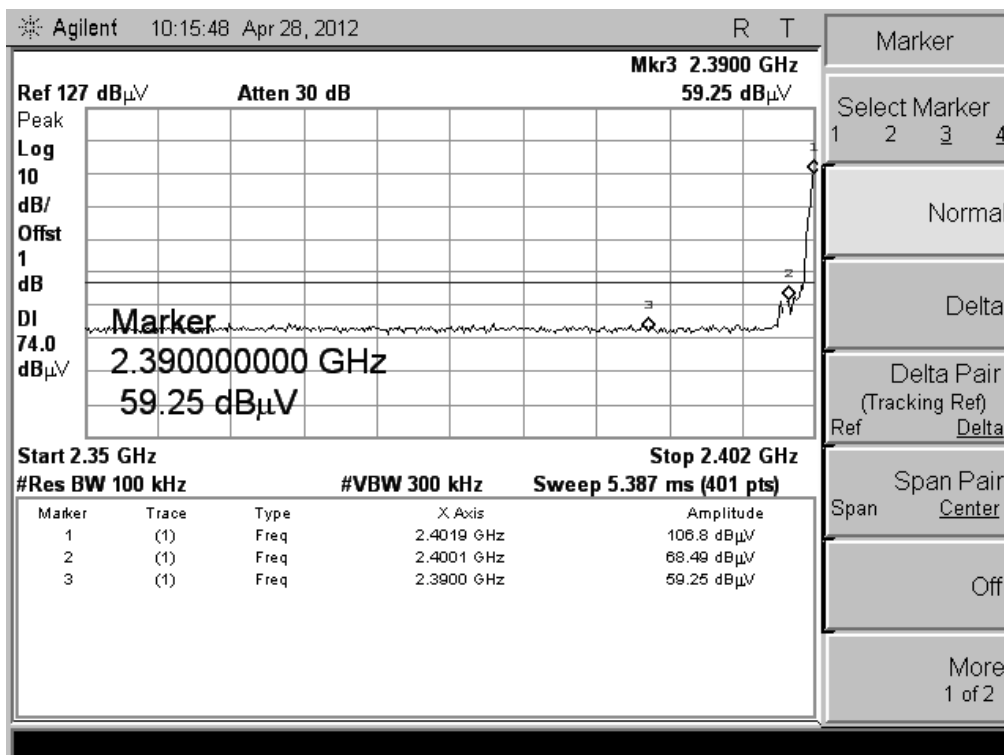 Agilent 10:15:48 Apr 28, 2012 R T
Mkr3 2.3900 GHz
Ref 127 dBµV Atten 30 dB 59.25 dBµV
Peak
Log
10
dB/
Offst
1
dB
DI
74.0
dBµV
1
2
3
Marker
2.390000000 GHz
59.25 dBµV
Start 2.35 GHz Stop 2.402 GHz
#Res BW 100 kHz #VBW 300 kHz Sweep 5.387 ms (401 pts)
Marker Trace Type X Axis Amplitude
1 (1) Freq 2.4019 GHz 106.8 dBµV
2 (1) Freq 2.4001 GHz 68.49 dBµV
3 (1) Freq 2.3900 GHz 59.25 dBµV
Marker
Select Marker
1 2 3 4
Normal
Delta
Delta Pair
(Tracking Ref)
Ref Delta
Span Pair
Span Center
Off
More
1 of 2